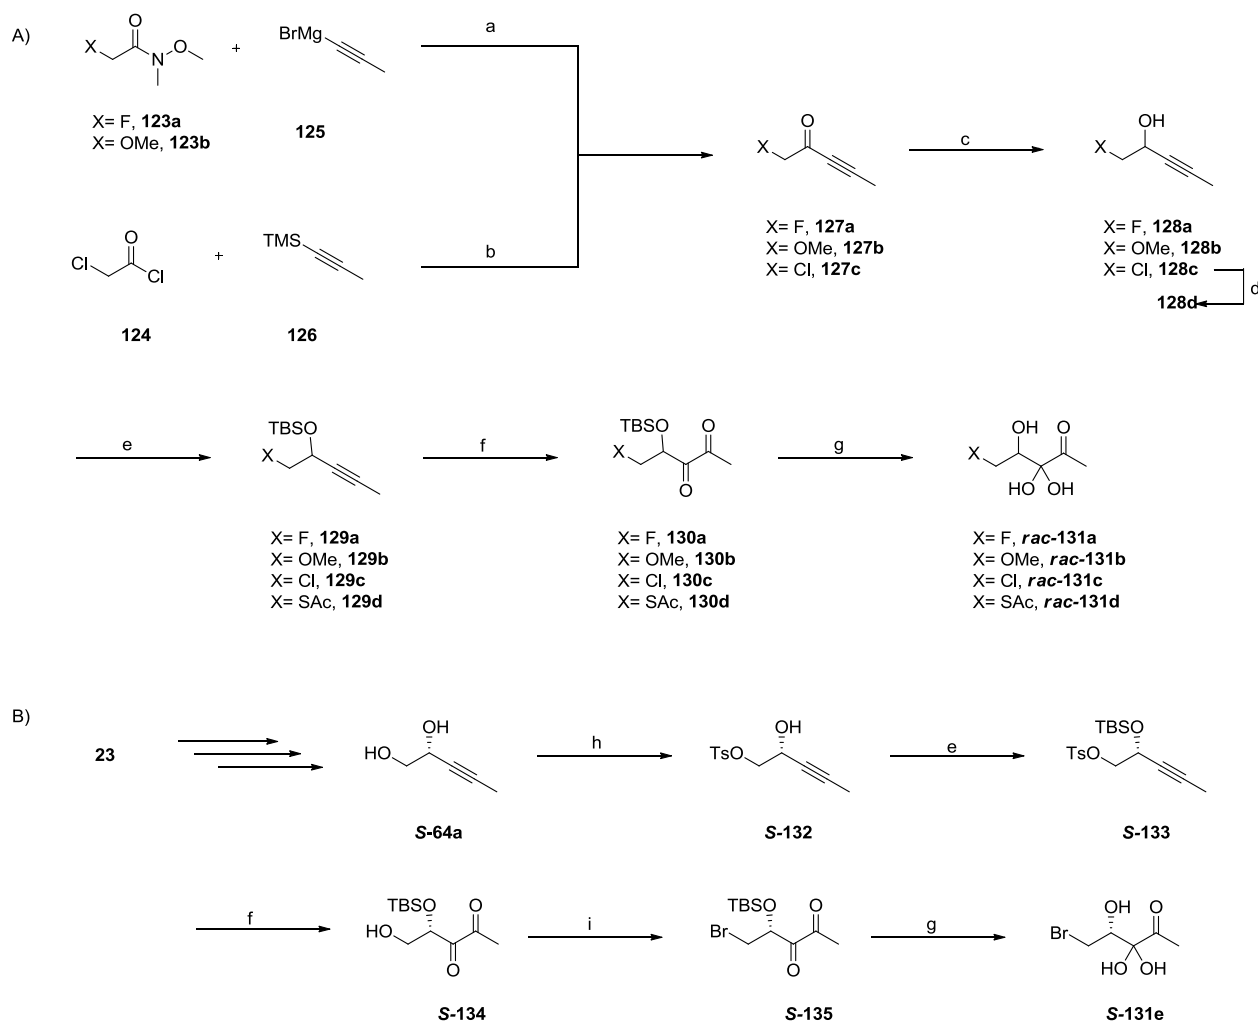 A)
O
X
N
O
+
BrMg
a
X= F, 123a
X= OMe, 123b
125
O
X
c
OH
X
O
Cl
Cl
+
TMS
b
X= F, 127a
X= OMe, 127b
X= Cl, 127c
X= F, 128a
X= OMe, 128b
X= Cl, 128c
d
128d
124
126
e
TBSO
X
f
TBSO
O
X
O
g
OH
O
X
HO OH
X= F, 129a
X= OMe, 129b
X= Cl, 129c
X= SAc, 129d
X= F, 130a
X= OMe, 130b
X= Cl, 130c
X= SAc, 130d
X= F, rac-131a
X= OMe, rac-131b
X= Cl, rac-131c
X= SAc, rac-131d
B)
23
OH
HO
h
OH
TsO
e
TBSO
TsO
S-64a
S-132
S-133
f
TBSO
O
HO
O
i
TBSO
O
Br
O
g
OH
O
Br
HO OH
S-134
S-135
S-131e